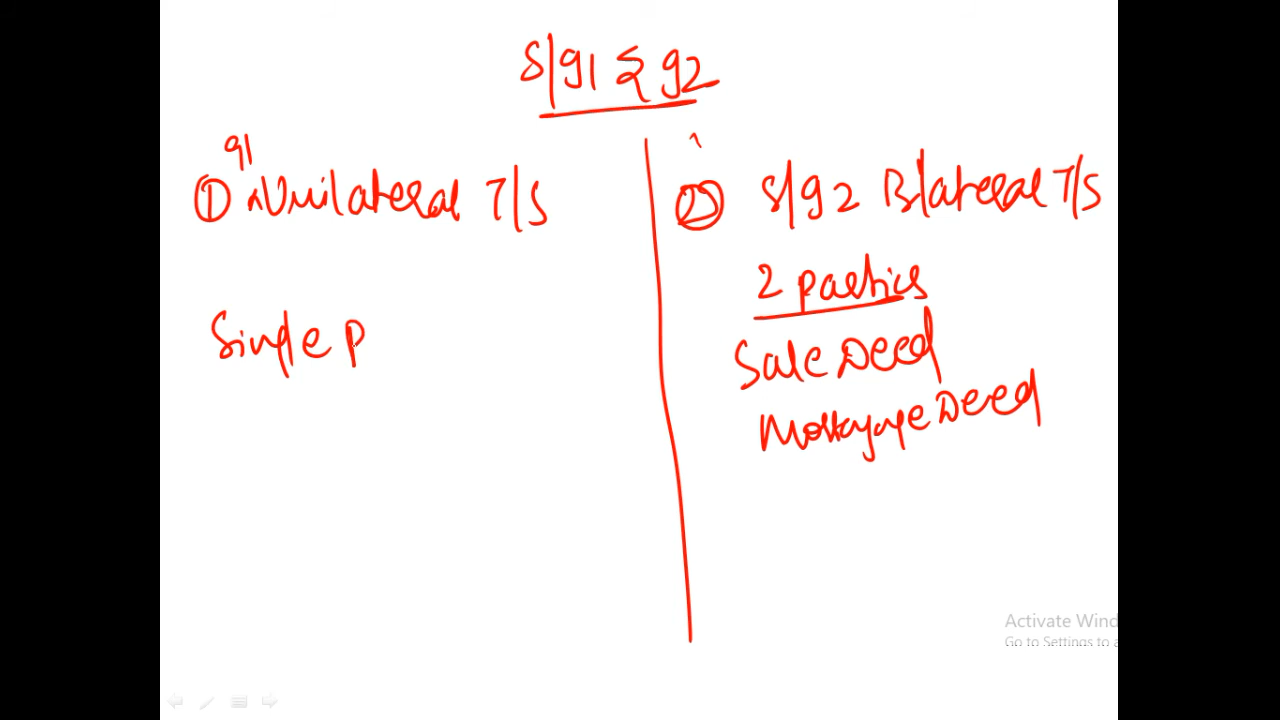 S/91 & 92
① 91 Unilateral T/S
Single P
② S/92 Bilateral T/S
2 parties
Sale Deed
Mortgage Deed
Activate Wind
Go to Settings to a